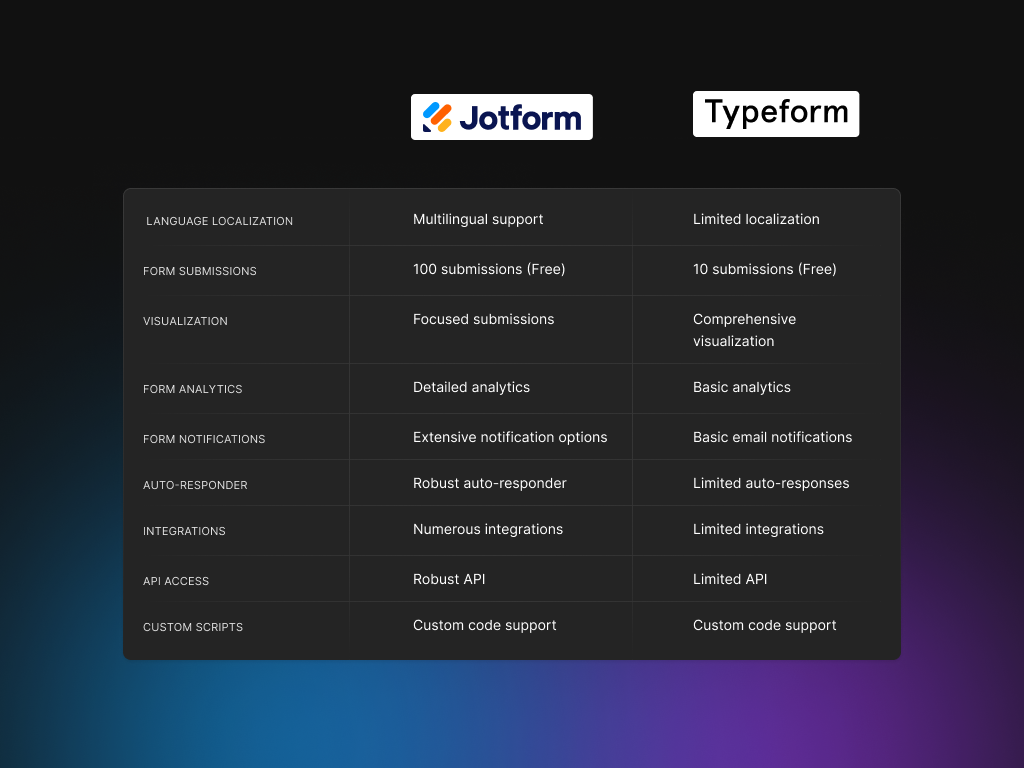 Jotform Typeform
LANGUAGE LOCALIZATION Multilingual support Limited localization
FORM SUBMISSIONS 100 submissions (Free) 10 submissions (Free)
VISUALIZATION Focused submissions Comprehensive
visualization
FORM ANALYTICS Detailed analytics Basic analytics
FORM NOTIFICATIONS Extensive notification options Basic email notifications
AUTO-RESPONDER Robust auto-responder Limited auto-responses
INTEGRATIONS Numerous integrations Limited integrations
API ACCESS Robust API Limited API
CUSTOM SCRIPTS Custom code support Custom code support